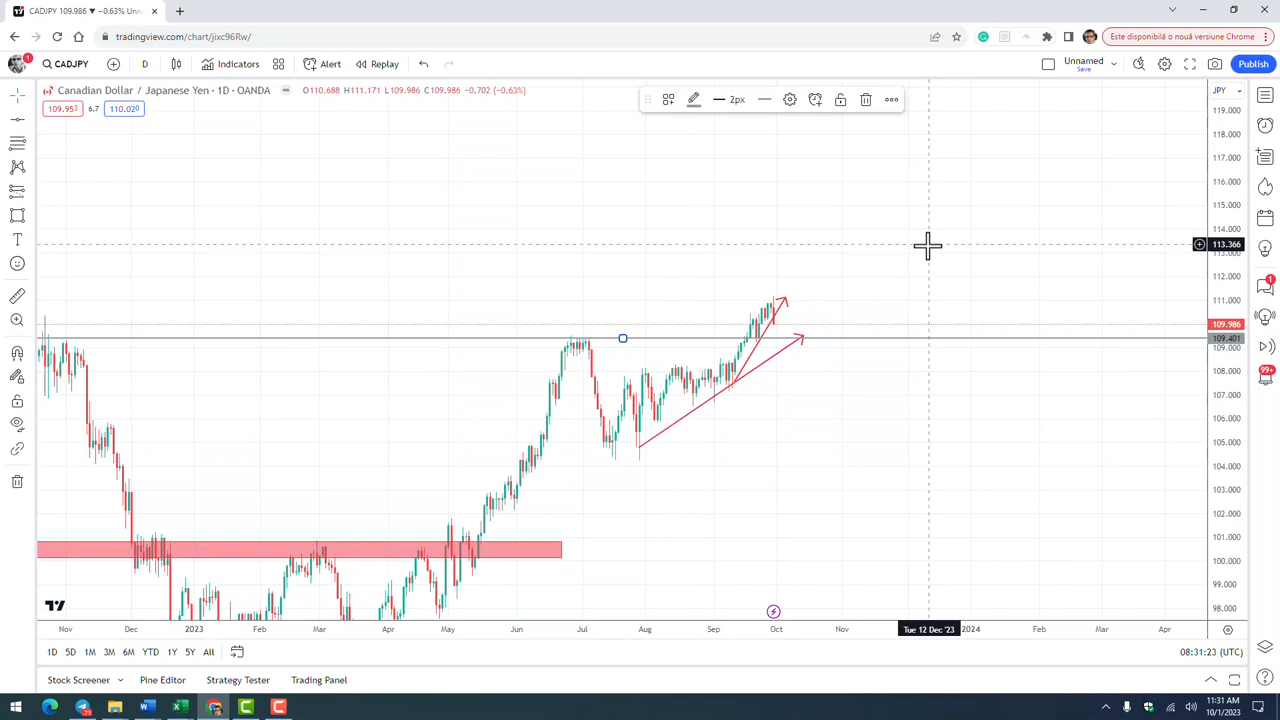 CADJPY 109.986 ▼ −0.63% Unn
tradingview.com/chart/jixc96Rw/
Este disponibilă o nouă versiune Chrome
1
CADJPY
D
Indicators
Alert
Replay
Unnamed
Save
Publish
Canadian Dollar / Japanese Yen · 1D · OANDA
O110.688 H111.171 L109.986 C109.986 −0.702 (−0.63%)
109.953
6.7
110.020
2px
JPY
119.000
118.000
117.000
116.000
115.000
114.000
113.366
113.000
112.000
111.000
109.986
109.401
109.000
108.000
107.000
106.000
105.000
104.000
103.000
102.000
101.000
100.000
99.000
98.000
1
99+
Nov
Dec
2023
Feb
Mar
Apr
May
Jun
Jul
Aug
Sep
Oct
Nov
Tue 12 Dec '23
2024
Feb
Mar
Apr
1D 5D 1M 3M 6M YTD 1Y 5Y All
08:31:23 (UTC)
Stock Screener
Pine Editor
Strategy Tester
Trading Panel
11:31 AM
10/1/2023